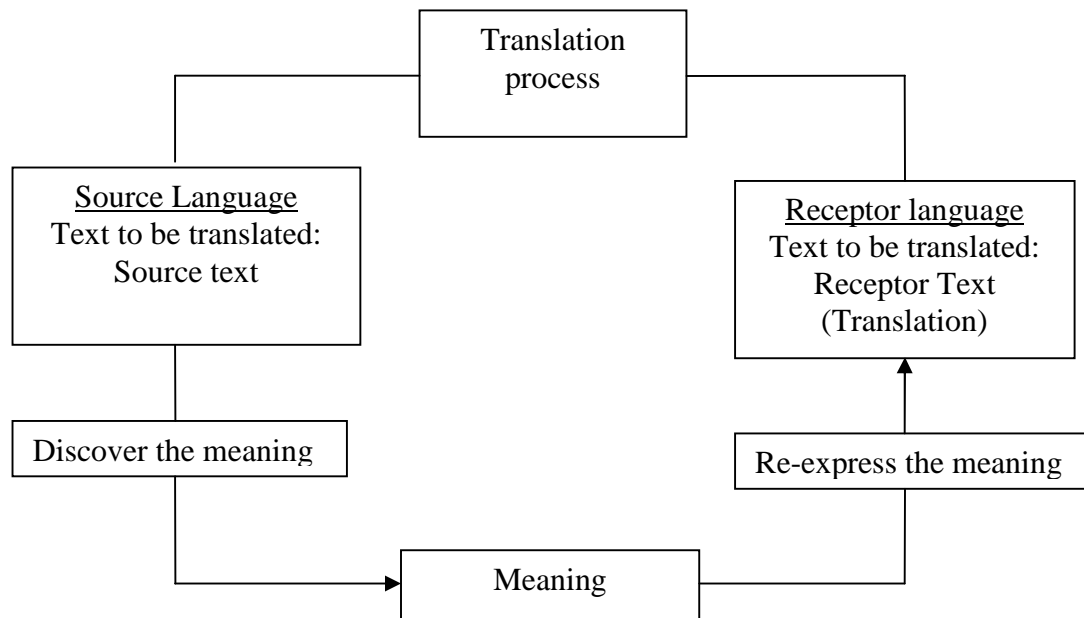 Translation
process
Source Language
Text to be translated:
Source text
Receptor language
Text to be translated:
Receptor Text
(Translation)
Discover the meaning
Re-express the meaning
Meaning